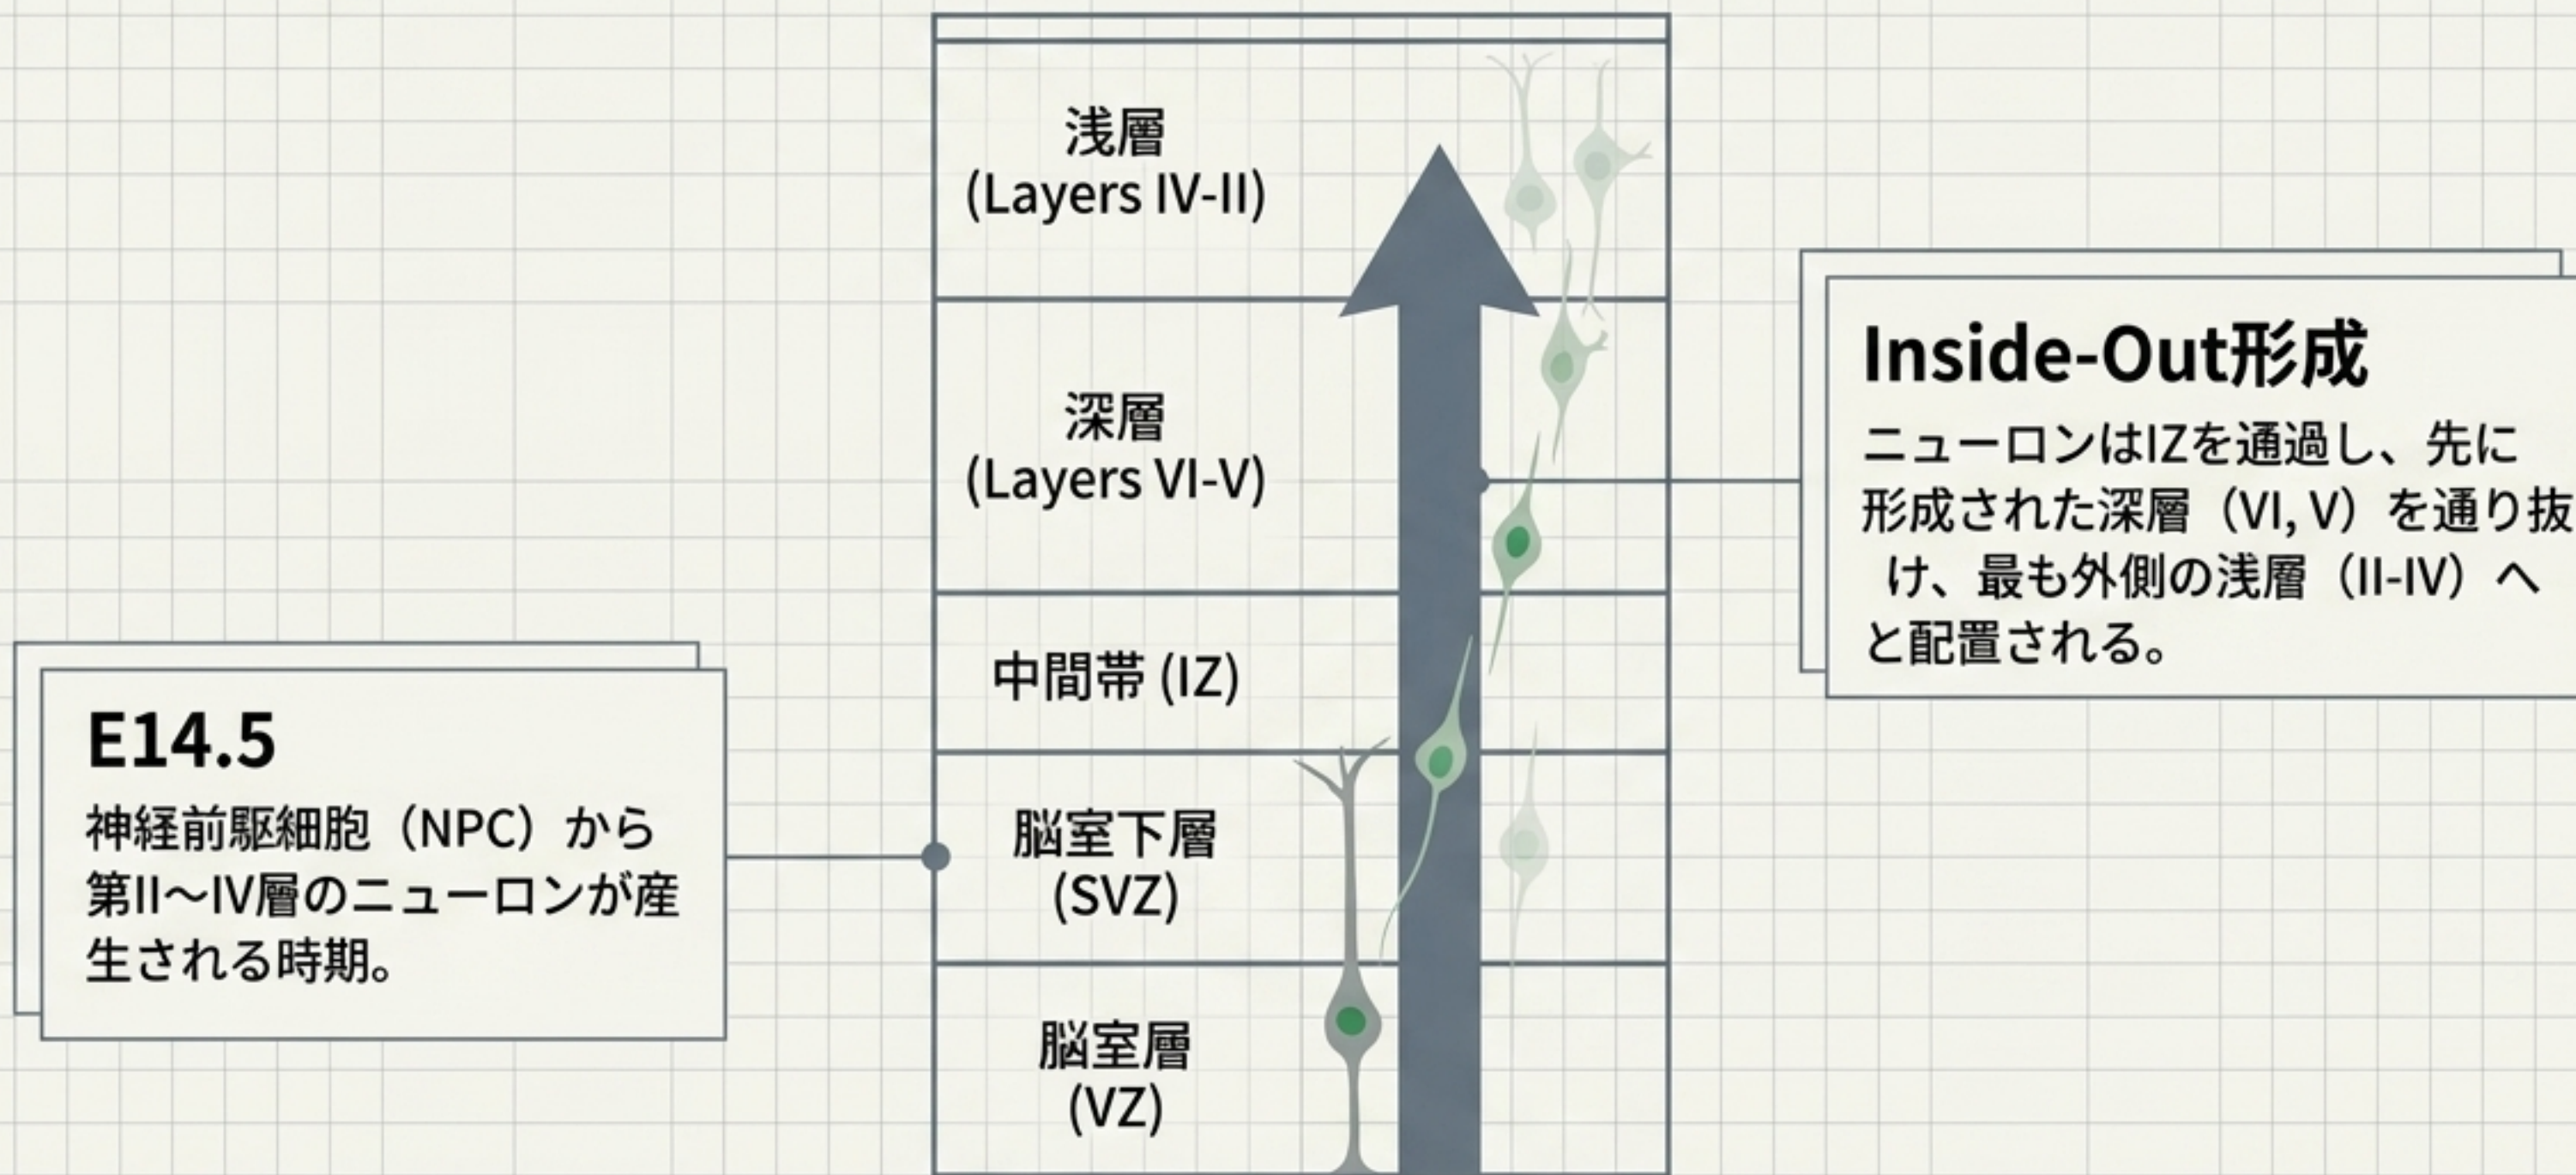 浅層
(Layers IV-II)
深層
(Layers VI-V)
中間帯 (IZ)
脳室下層
(SVZ)
脳室層
(VZ)
E14.5
神経前駆細胞（NPC）から
第II～IV層のニューロンが産
生される時期。
Inside-Out形成
ニューロンはIZを通過し、先に
形成された深層（VI, V）を通り抜
け、最も外側の浅層（II-IV）へ
と配置される。